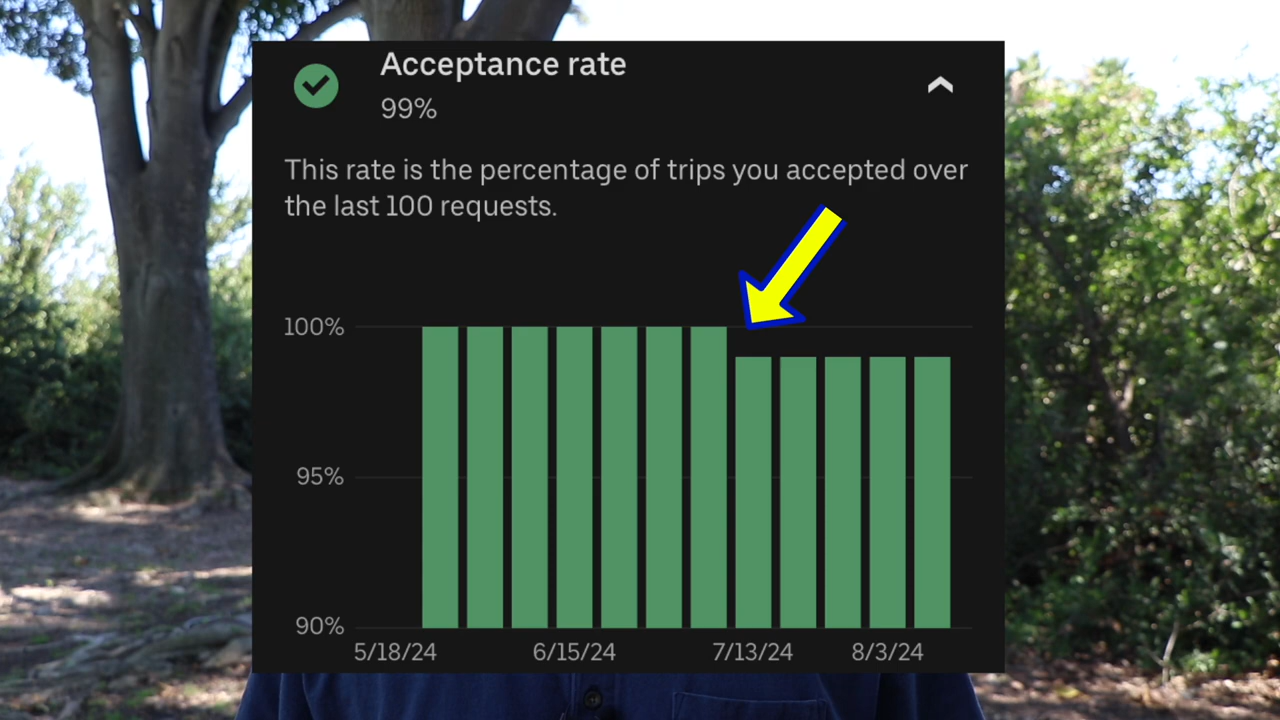 Acceptance rate
99%
This rate is the percentage of trips you accepted over
the last 100 requests.
100%
95%
90%
5/18/24 6/15/24 7/13/24 8/3/24